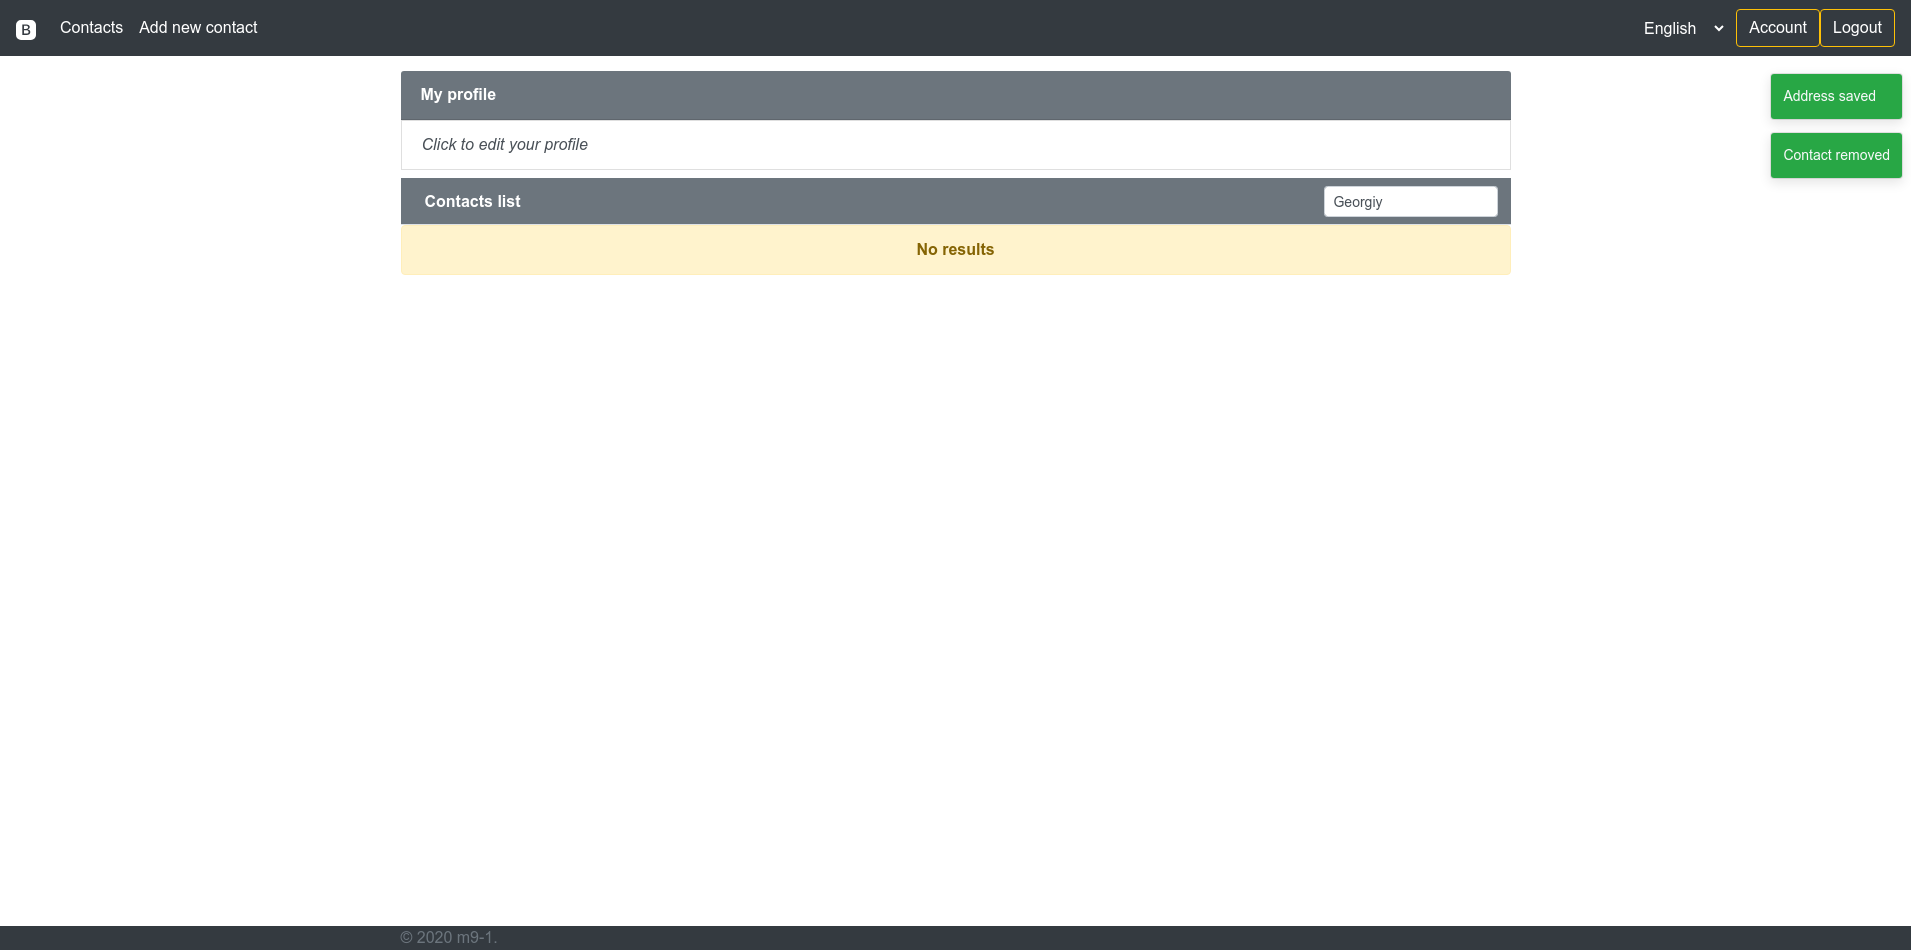 B Contacts Add new contact English Account Logout
My profile
Address saved
Click to edit your profile
Contact removed
Contacts list Georgiy
No results
© 2020 m9-1.